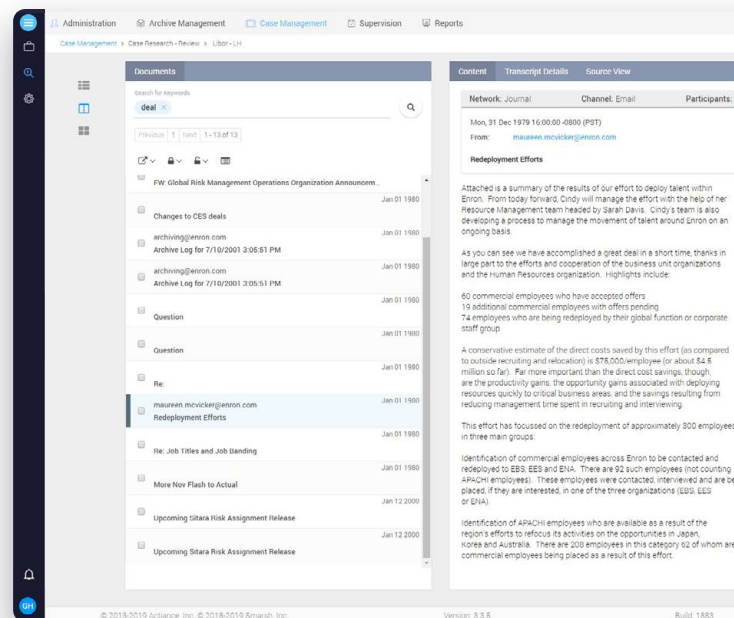 Administration Archive Management Case Management Supervision Reports
Case Management > Case Research - Review > Libor - LH
Documents
Search for Keywords
deal ×
Previous 1 Next 1 - 13 of 13
FW: Global Risk Management Operations Organization Announcem..
Jan 01 1980
Changes to CES deals
Jan 01 1980
archiving@enron.com
Archive Log for 7/10/2001 3:05:51 PM
Jan 01 1980
archiving@enron.com
Archive Log for 7/10/2001 3:05:51 PM
Jan 01 1980
Question
Jan 01 1980
Question
Jan 01 1980
Re:
Jan 01 1980
maureen.mcvicker@enron.com
Redeployment Efforts
Jan 01 1980
Re: Job Titles and Job Banding
Jan 01 1980
More Nov Flash to Actual
Jan 12 2000
Upcoming Sitara Risk Assignment Release
Jan 12 2000
Upcoming Sitara Risk Assignment Release
Content Transcript Details Source View
Network: Journal Channel: Email Participants:
Mon, 31 Dec 1979 16:00:00 -0800 (PST)
From: maureen.mcvicker@enron.com
Redeployment Efforts
Attached is a summary of the results of our effort to deploy talent within
Enron. From today forward, Cindy will manage the effort with the help of her
Resource Management team headed by Sarah Davis. Cindy's team is also
developing a process to manage the movement of talent around Enron on an
ongoing basis.
As you can see we have accomplished a great deal in a short time, thanks in
large part to the efforts and cooperation of the business unit organizations
and the Human Resources organization. Highlights include:
60 commercial employees who have accepted offers
19 additional commercial employees with offers pending
74 employees who are being redeployed by their global function or corporate
staff group
A conservative estimate of the direct costs saved by this effort (as compared
to outside recruiting and relocation) is $75,000/employee (or about $4.5
million so far). Far more important than the direct cost savings, though,
are the productivity gains, the opportunity gains associated with deploying
resources quickly to critical business areas, and the savings resulting from
reducing management time spent in recruiting and interviewing.
This effort has focussed on the redeployment of approximately 300 employees
in three main groups:
Identification of commercial employees across Enron to be contacted and
redeployed to EBS, EES and ENA. There are 92 such employees (not counting
APACHI employees). These employees were contacted, interviewed and are be
placed, if they are interested, in one of the three organizations (EBS, EES
or ENA).
Identification of APACHI employees who are available as a result of the
region's efforts to refocus its activities on the opportunities in Japan,
Korea and Australia. There are 208 employees in this category 62 of whom are
commercial employees being placed as a result of this effort.
GH
© 2013-2019 Actiance, Inc. © 2018-2019 Smarsh, Inc. Version: 3.3.6 Build: 1883